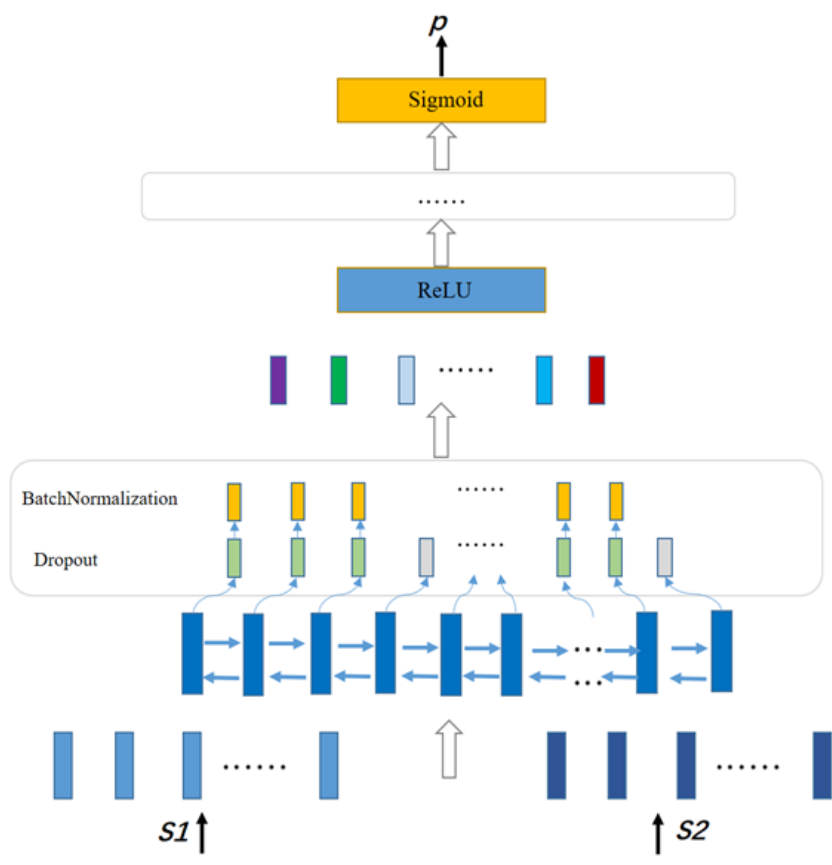 p
Sigmoid
......
ReLU
......
BatchNormalization
......
Dropout
......
...
...
......
......
S1
S2